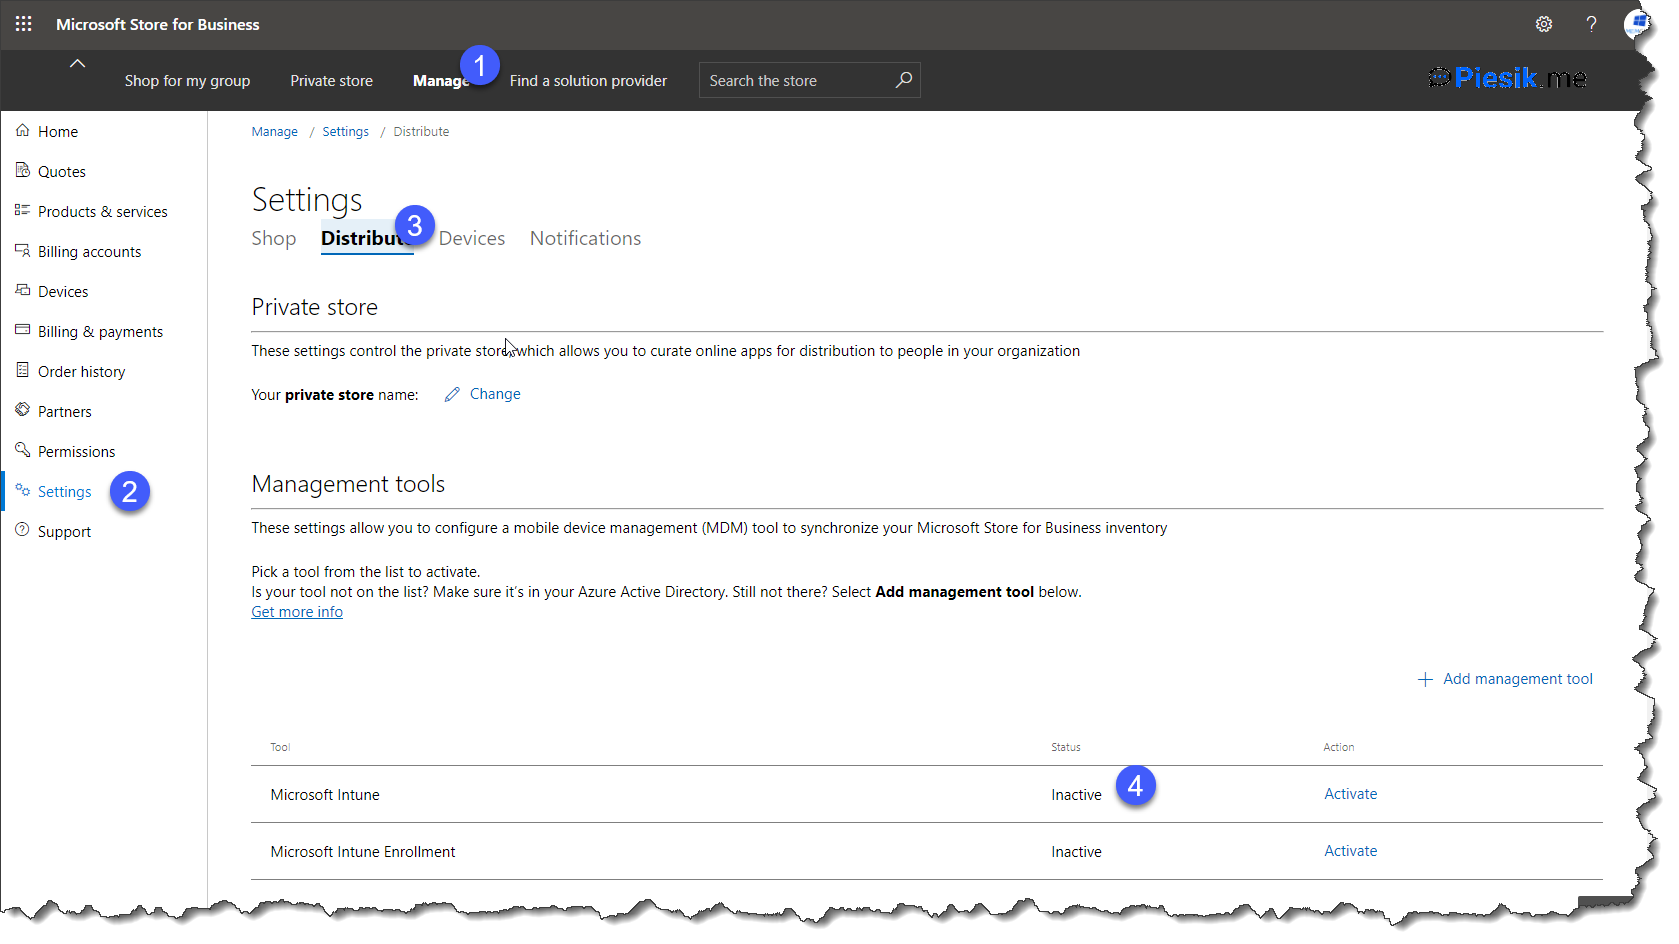 Microsoft Store for Business
?
Shop for my group
Private store
Manage
1
Find a solution provider
Search the store
Piesik.me
Home
Quotes
Products & services
Billing accounts
Devices
Billing & payments
Order history
Partners
Permissions
Settings
2
Support
Manage / Settings / Distribute
Settings
Shop
Distribute
3
Devices
Notifications
Private store
These settings control the private store, which allows you to curate online apps for distribution to people in your organization
Your private store name:
Change
Management tools
These settings allow you to configure a mobile device management (MDM) tool to synchronize your Microsoft Store for Business inventory
Pick a tool from the list to activate.
Is your tool not on the list? Make sure it's in your Azure Active Directory. Still not there? Select Add management tool below.
Get more info
Add management tool
Tool Status Action
Microsoft Intune Inactive 4 Activate
Microsoft Intune Enrollment Inactive Activate